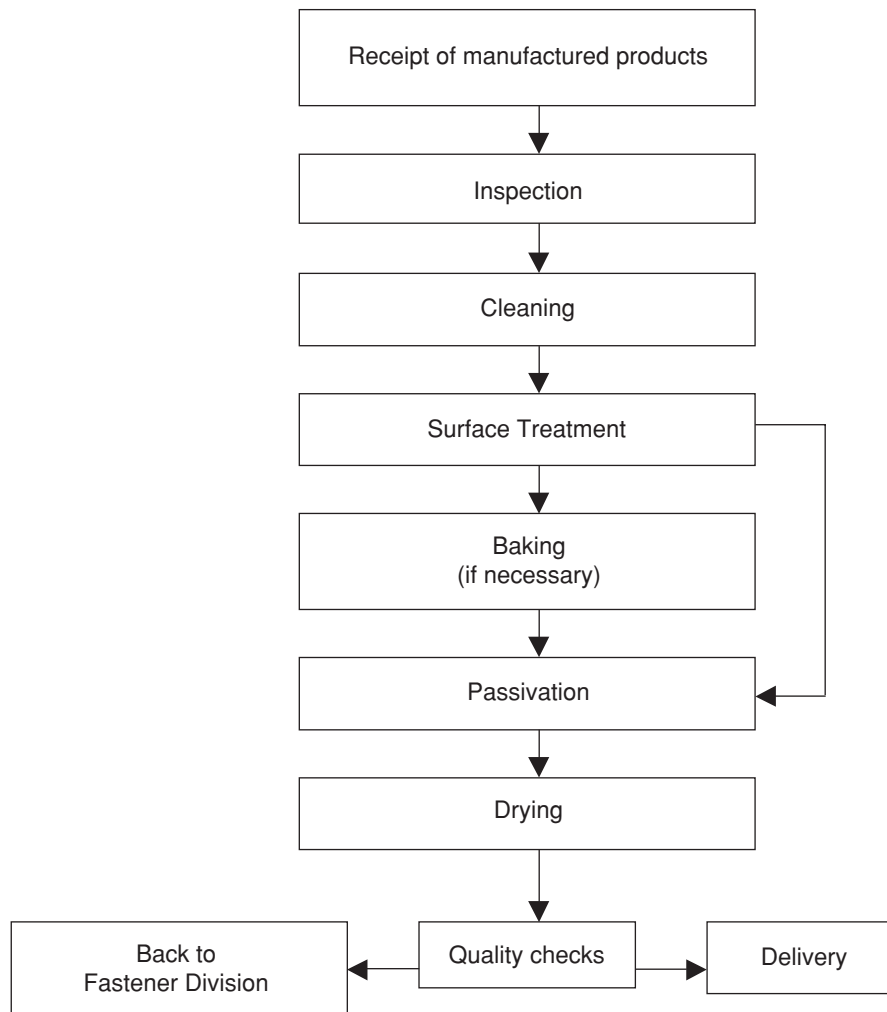 Receipt of manufactured products
Inspection
Cleaning
Surface Treatment
Baking
(if necessary)
Passivation
Drying
Back to
Fastener Division
Quality checks
Delivery